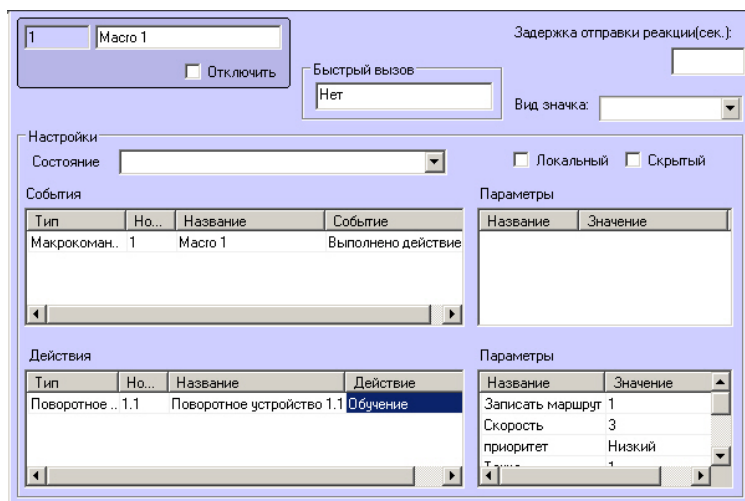 1 Macro 1 Задержка отправки реакции(сек.):
Отключить
Быстрый вызов
Нет
Вид значка:
Настройки
Состояние Локальный Скрытый
События Параметры
Тип Но... Название Событие Название Значение
Макрокоман.. 1 Macro 1 Выполнено действие
Действия Параметры
Тип Но... Название Действие Название Значение
Поворотное .. 1.1 Поворотное устройство 1.1 Обучение Записать маршрут 1
Скорость 3
приоритет Низкий